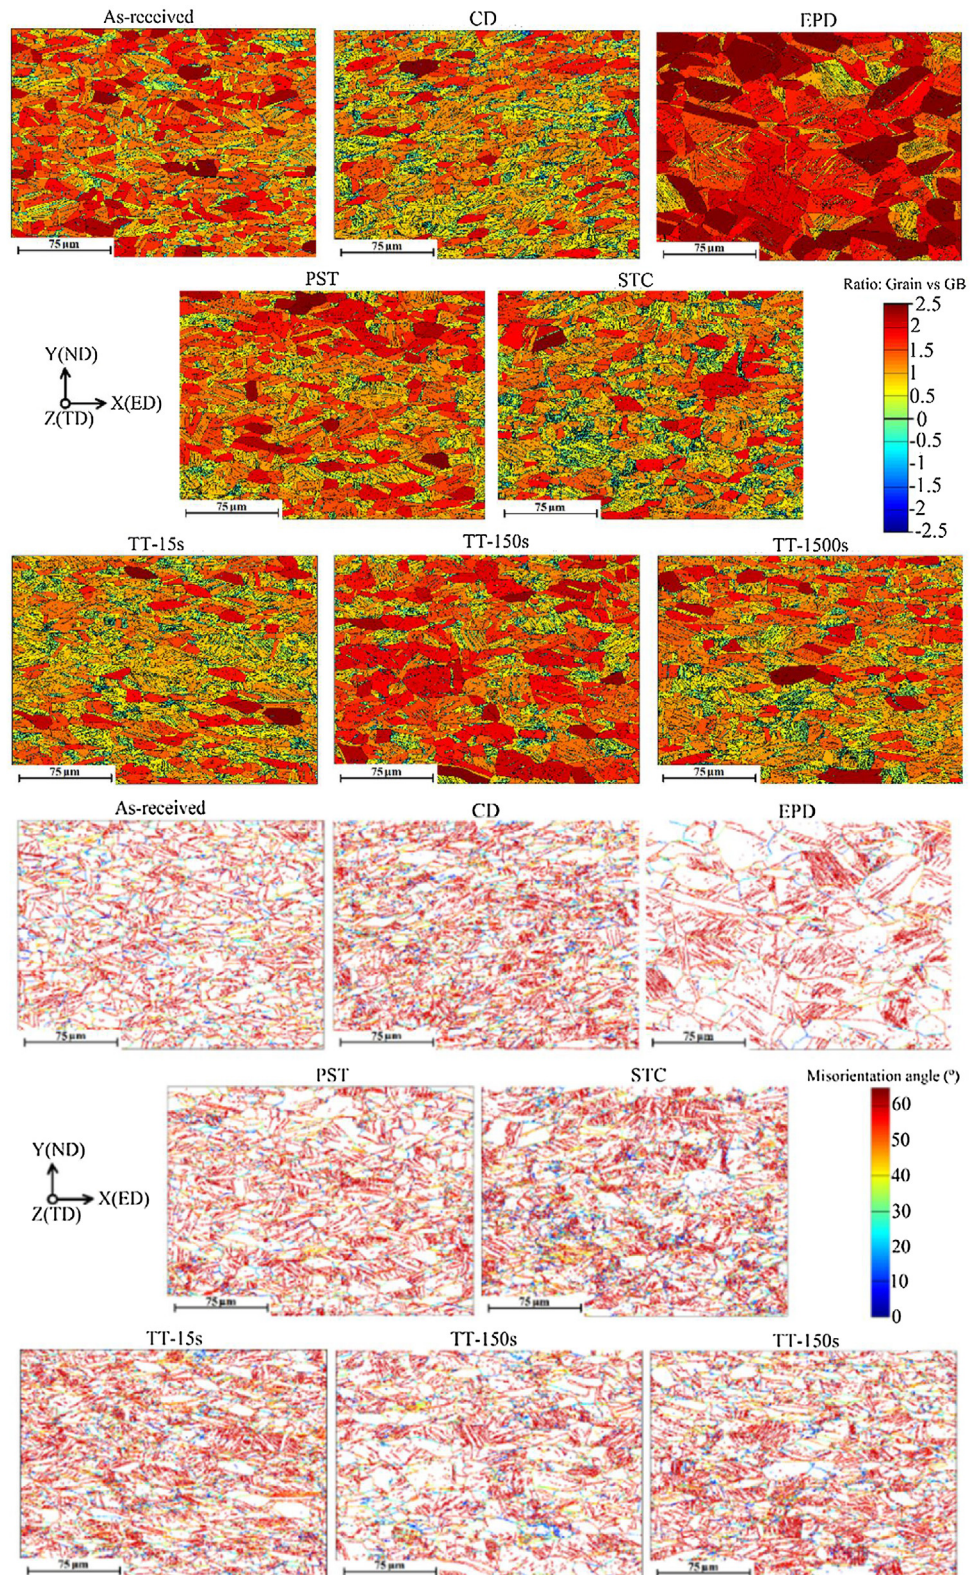 As-received CD EPD
75 µm 75 µm 75 µm
PST STC Ratio: Grain vs GB
2.5
2
1.5
1
0.5
0
-0.5
-1
-1.5
-2
-2.5
Y(ND)
X(ED)
Z(TD)
75 µm 75 µm
TT-15s TT-150s TT-1500s
75 µm 75 µm 75 µm
As-received CD EPD
75 µm 75 µm 75 µm
PST STC Misorientation angle (°)
60
50
40
30
20
10
0
Y(ND)
X(ED)
Z(TD)
75 µm 75 µm
TT-15s TT-150s TT-150s
75 µm 75 µm 75 µm